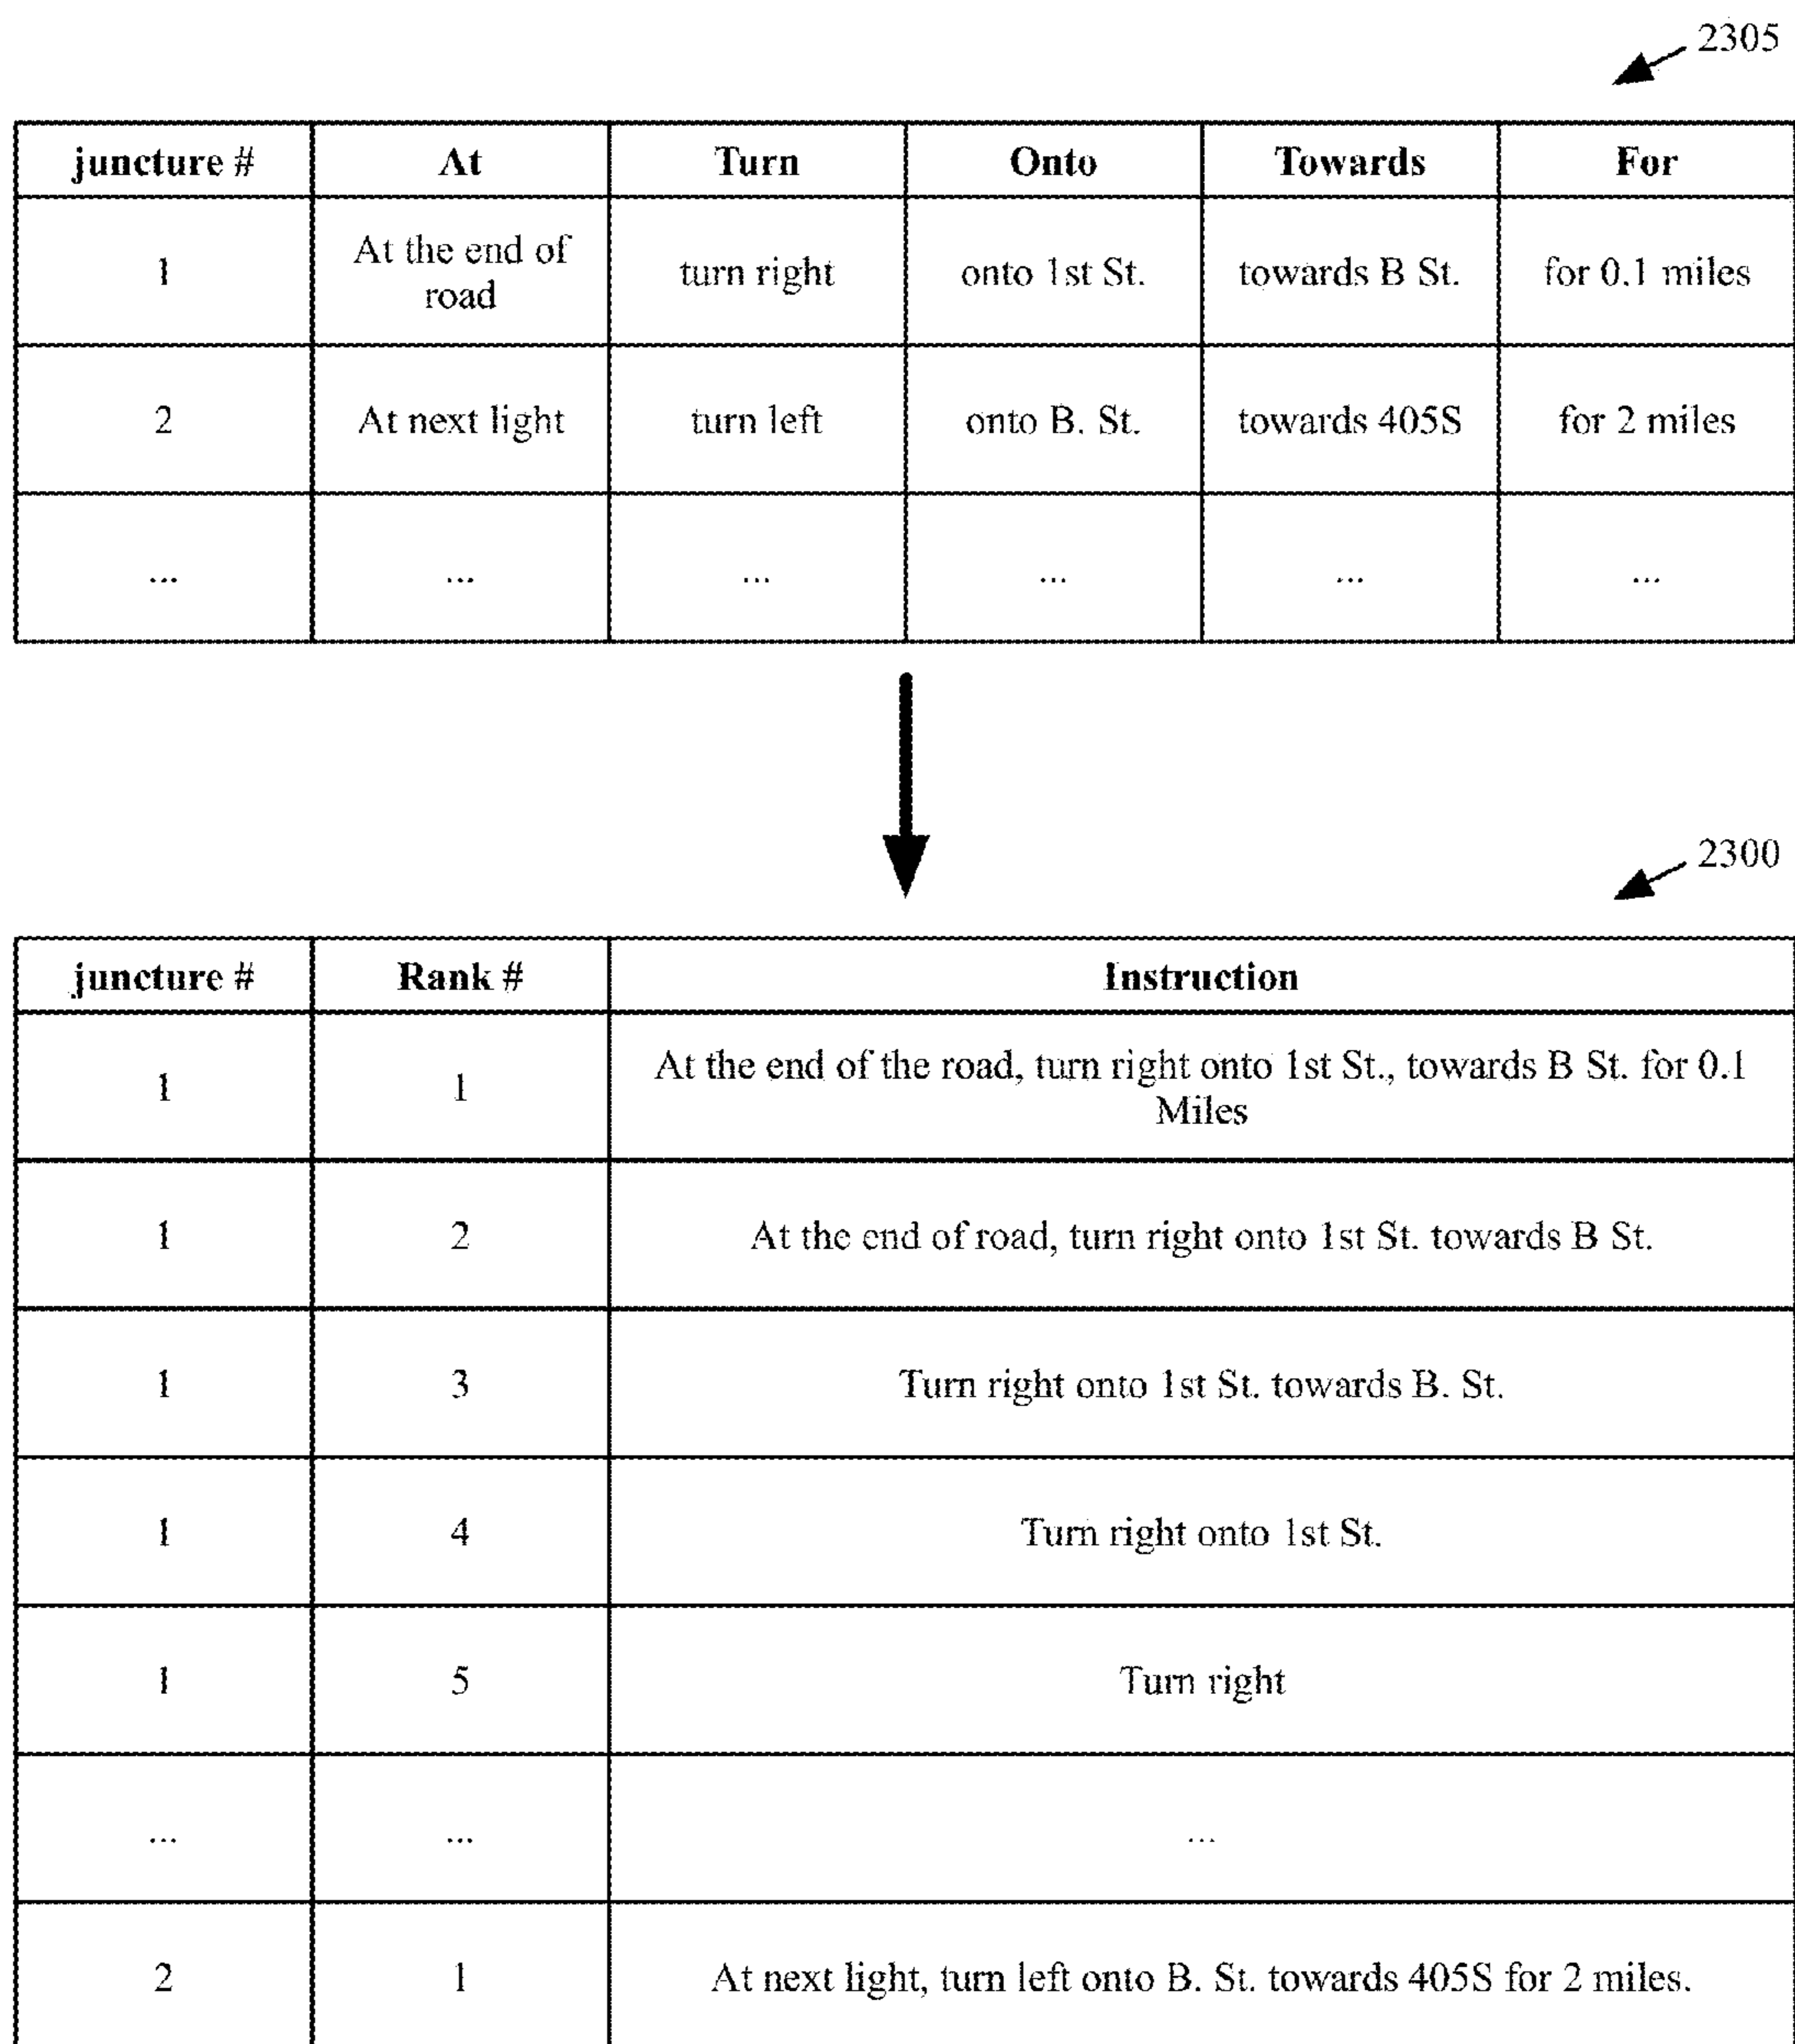 2305
juncture # At Turn Onto Towards For
1 At the end of road turn right onto 1st St. towards B St. for 0.1 miles
2 At next light turn left onto B. St. towards 405S for 2 miles
... ... ... ... ... ...
2300
juncture # Rank # Instruction
1 1 At the end of the road, turn right onto 1st St., towards B St. for 0.1
Miles
1 2 At the end of road, turn right onto 1st St. towards B St.
1 3 Turn right onto 1st St. towards B. St.
1 4 Turn right onto 1st St.
1 5 Turn right
... ... ...
2 1 At next light, turn left onto B. St. towards 405S for 2 miles.